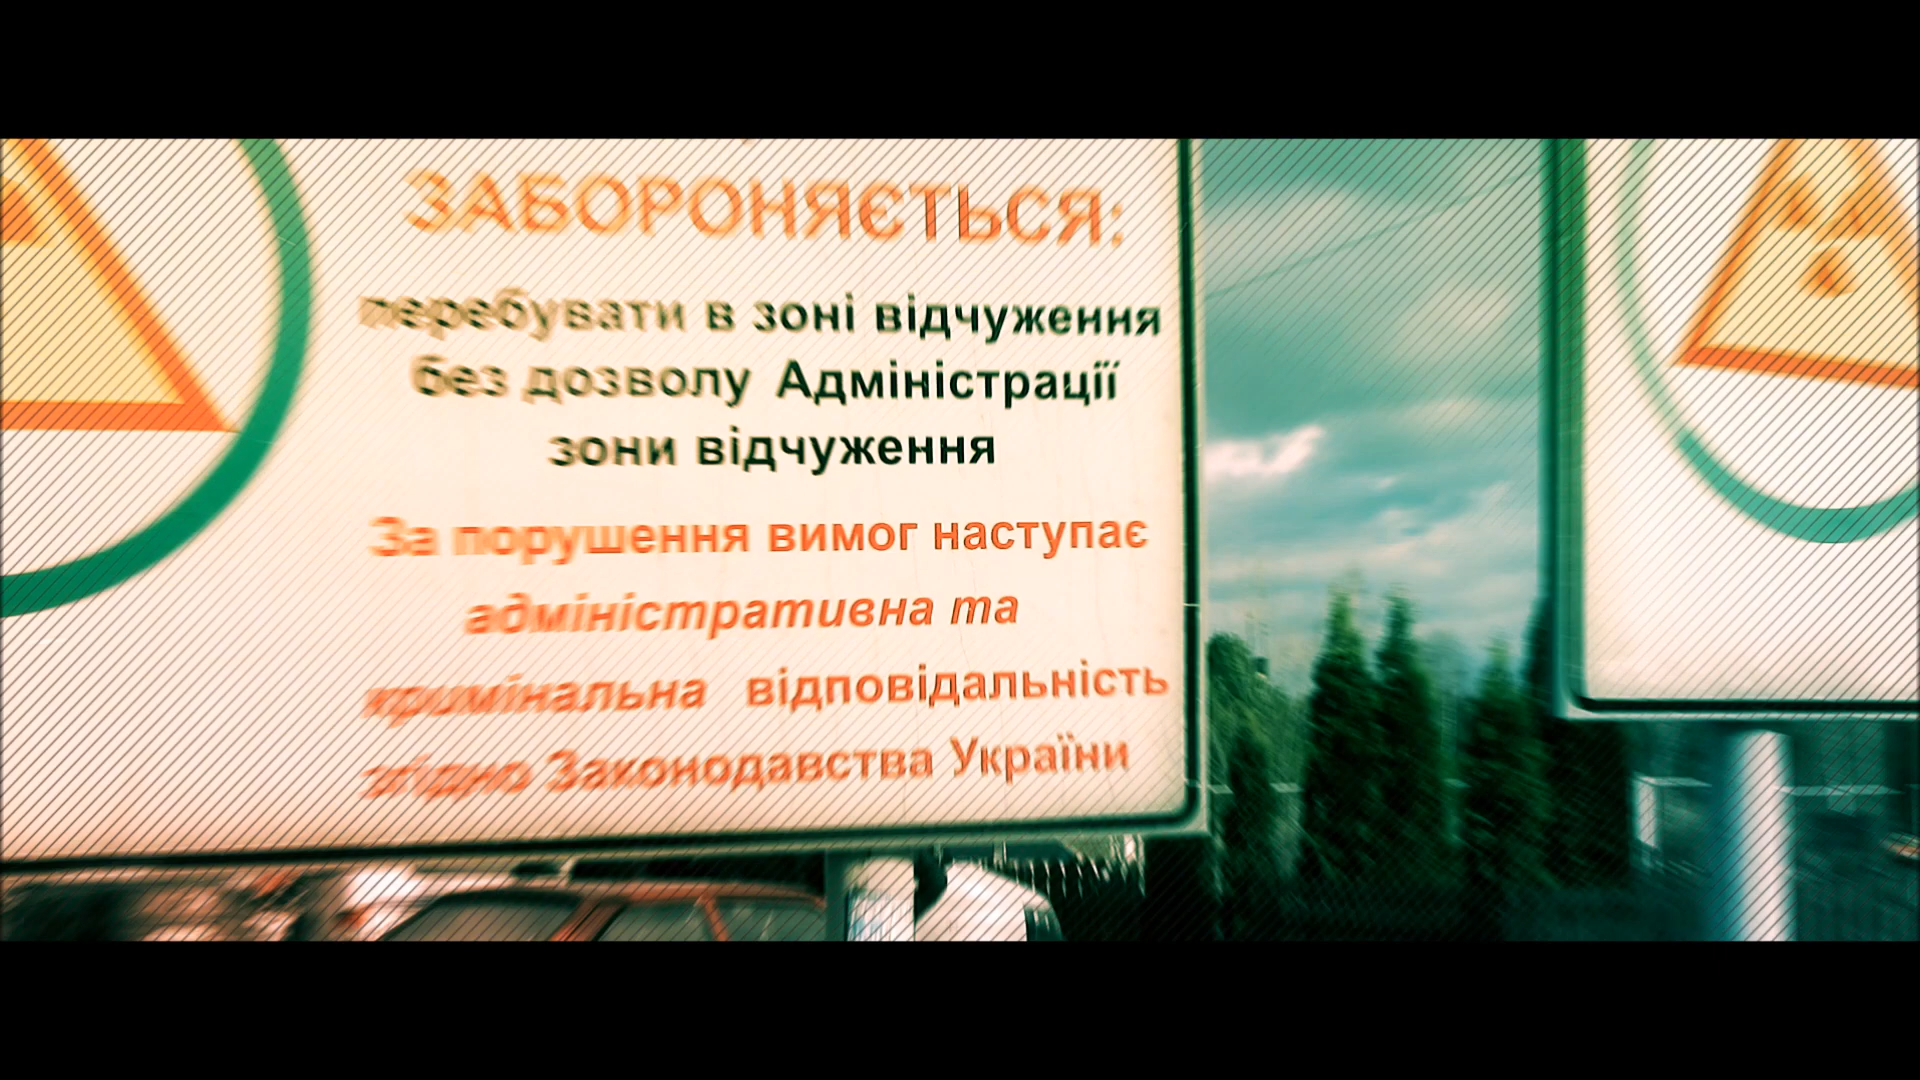 ЗАБОРОНЯЄТЬСЯ:
перебувати в зоні відчуження
без дозволу Адміністрації
зони відчуження
За порушення вимог наступає
адміністративна та
кримінальна відповідальність
згідно Законодавства України